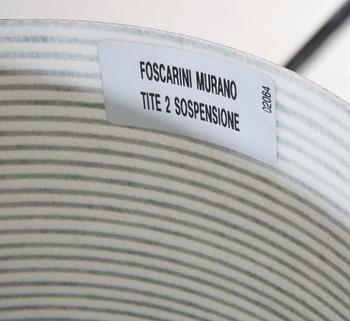 FOSCARINI MURANO
TITE 2 SOSPENSIONE
02064